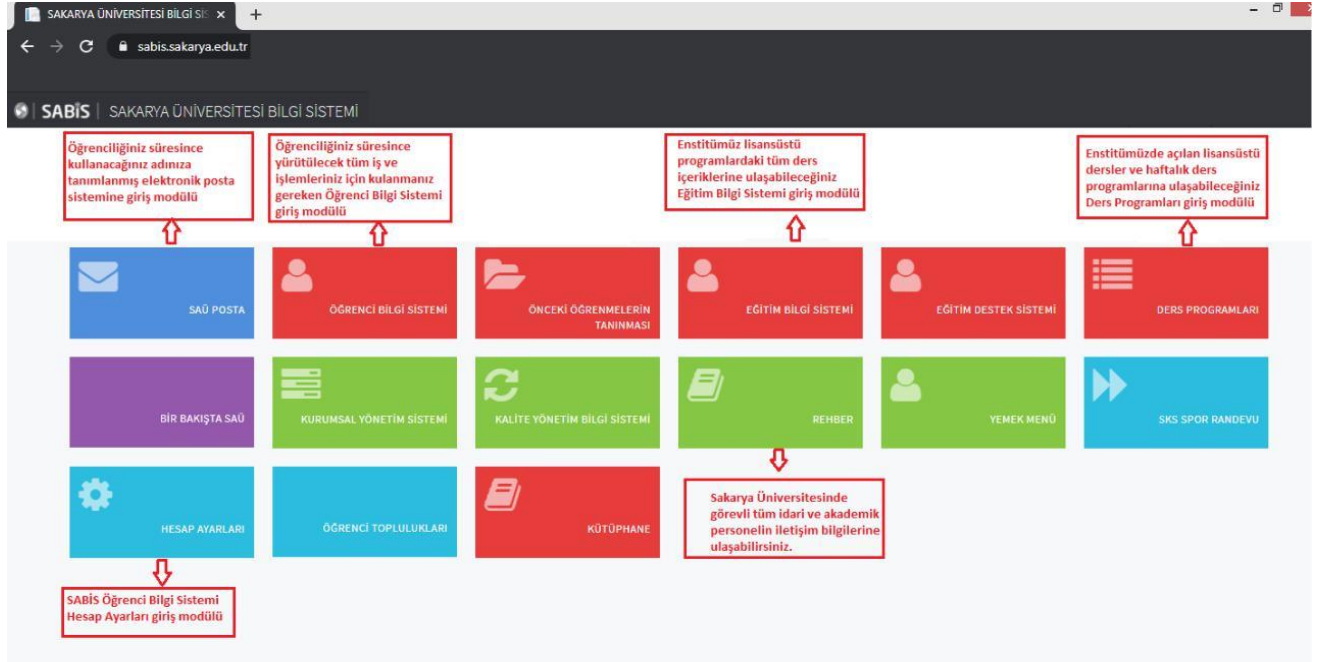 SAKARYA ÜNİVERSİTESİ BİLGİ SİS
sabis.sakarya.edu.tr
SABİS | SAKARYA ÜNİVERSİTESİ BİLGİ SİSTEMİ
Öğrenciliğiniz süresince
kullanacağınız adınıza
tanımlanmış elektronik posta
sistemine giriş modülü
Öğrenciliğiniz süresince
yürütülecek tüm iş ve
işlemleriniz için kulanmanız
gereken Öğrenci Bilgi Sistemi
giriş modülü
Enstitümüz lisansüstü
programlardaki tüm ders
içeriklerine ulaşabileceğiniz
Eğitim Bilgi Sistemi giriş modülü
Enstitümüzde açılan lisansüstü
dersler ve haftalık ders
programlarına ulaşabileceğiniz
Ders Programları giriş modülü
SAÜ POSTA
ÖĞRENCİ BİLGİ SİSTEMİ
ÖNCEKİ ÖĞRENMELERİN
TANINMASI
EĞİTİM BİLGİ SİSTEMİ
EĞİTİM DESTEK SİSTEMİ
DERS PROGRAMLARI
BİR BAKIŞTA SAÜ
KURUMSAL YÖNETİM SİSTEMİ
KALİTE YÖNETİM BİLGİ SİSTEMİ
REHBER
YEMEK MENÜ
SKS SPOR RANDEVU
HESAP AYARLARI
ÖĞRENCİ TOPLULUKLARI
KÜTÜPHANE
Sakarya Üniversitesinde
görevli tüm idari ve akademik
personelin iletişim bilgilerine
ulaşabilirsiniz.
SABİS Öğrenci Bilgi Sistemi
Hesap Ayarları giriş modülü